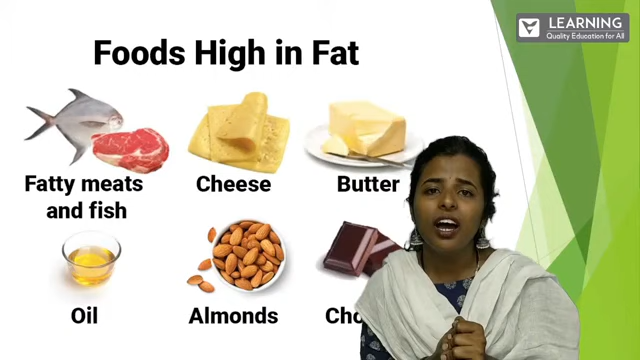 LEARNING
Quality Education for All
Foods High in Fat
Fatty meats
and fish
Cheese
Butter
Oil
Almonds